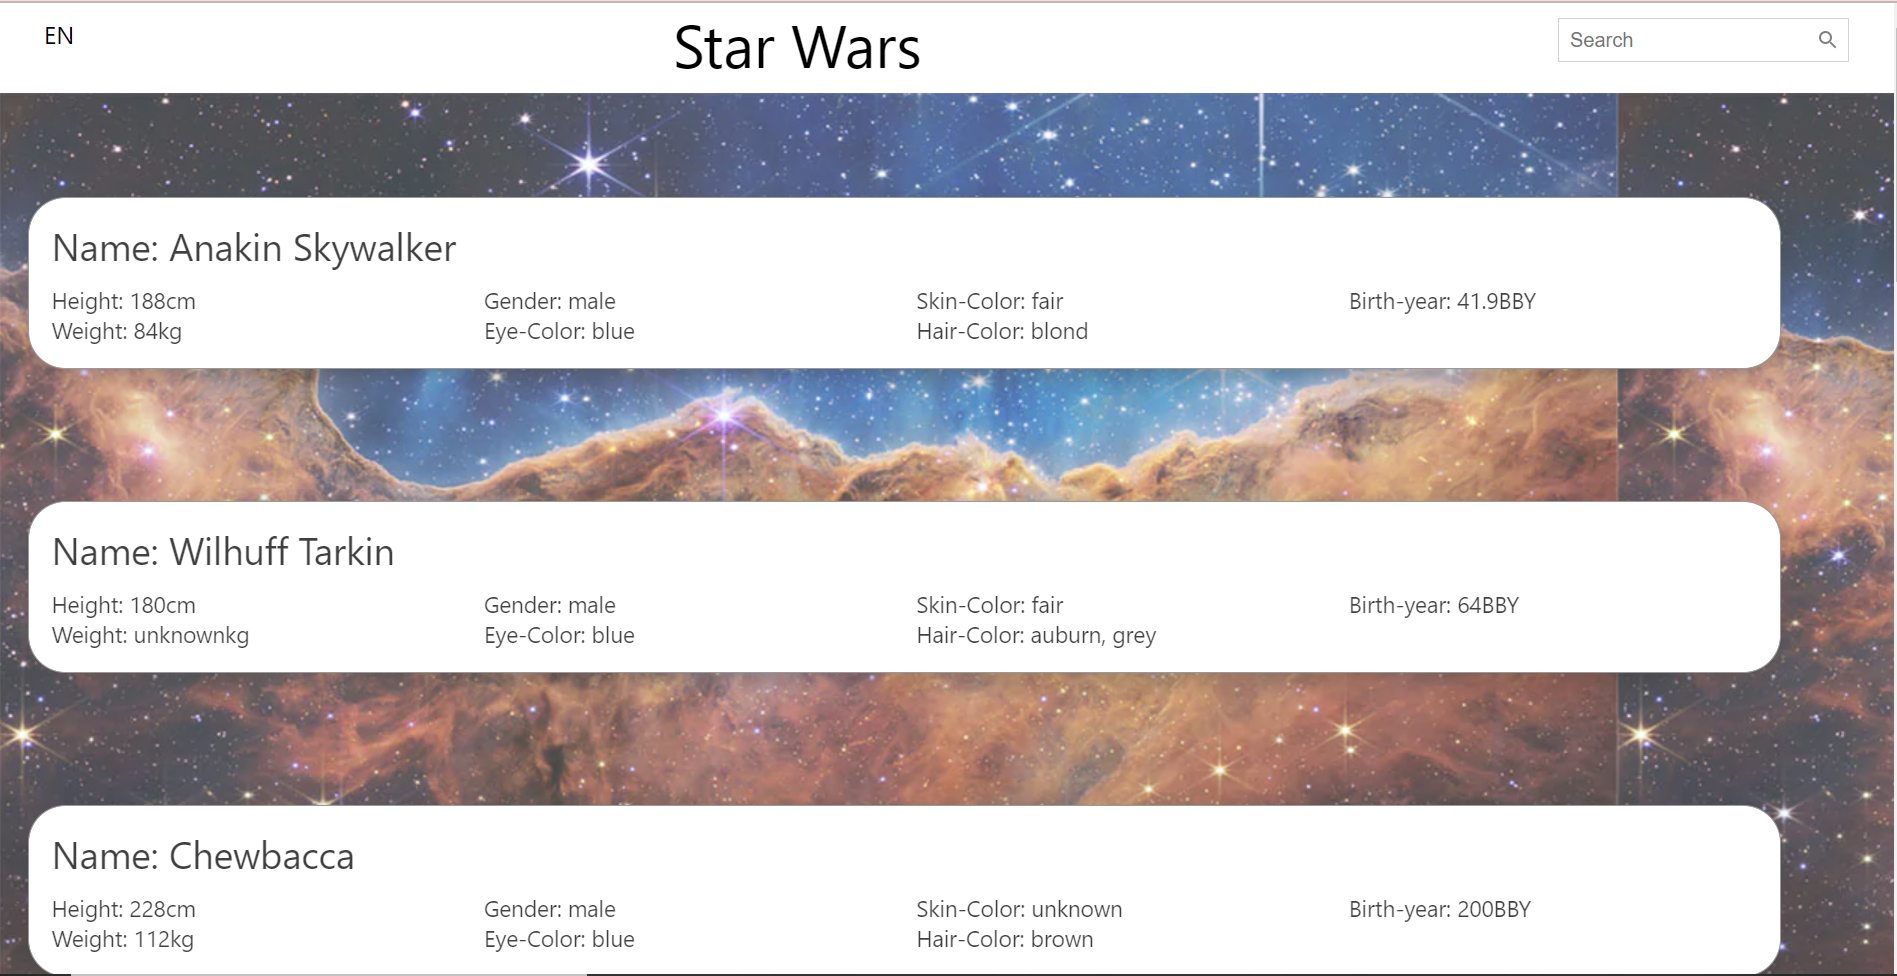 EN
Star Wars
Search
Name: Anakin Skywalker
Height: 188cm Gender: male Skin-Color: fair Birth-year: 41.9BBY
Weight: 84kg Eye-Color: blue Hair-Color: blond
Name: Wilhuff Tarkin
Height: 180cm Gender: male Skin-Color: fair Birth-year: 64BBY
Weight: unknownkg Eye-Color: blue Hair-Color: auburn, grey
Name: Chewbacca
Height: 228cm Gender: male Skin-Color: unknown Birth-year: 200BBY
Weight: 112kg Eye-Color: blue Hair-Color: brown